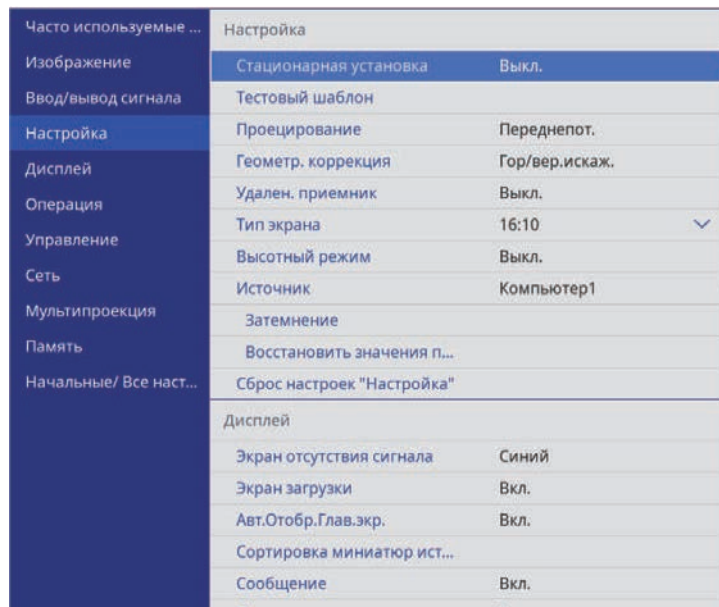 Часто используемые ...
Изображение
Ввод/вывод сигнала
Настройка
Дисплей
Операция
Управление
Сеть
Мультипроекция
Память
Начальные/ Все наст...
Настройка
Стационарная установка Выкл.
Тестовый шаблон
Проецирование Переднепот.
Геометр. коррекция Гор/вер.искаж.
Удален. приемник Выкл.
Тип экрана 16:10
Высотный режим Выкл.
Источник Компьютер1
Затемнение
Восстановить значения п...
Сброс настроек "Настройка"
Дисплей
Экран отсутствия сигнала Синий
Экран загрузки Вкл.
Авт.Отобр.Глав.экр. Вкл.
Сортировка миниатюр ист...
Сообщение Вкл.